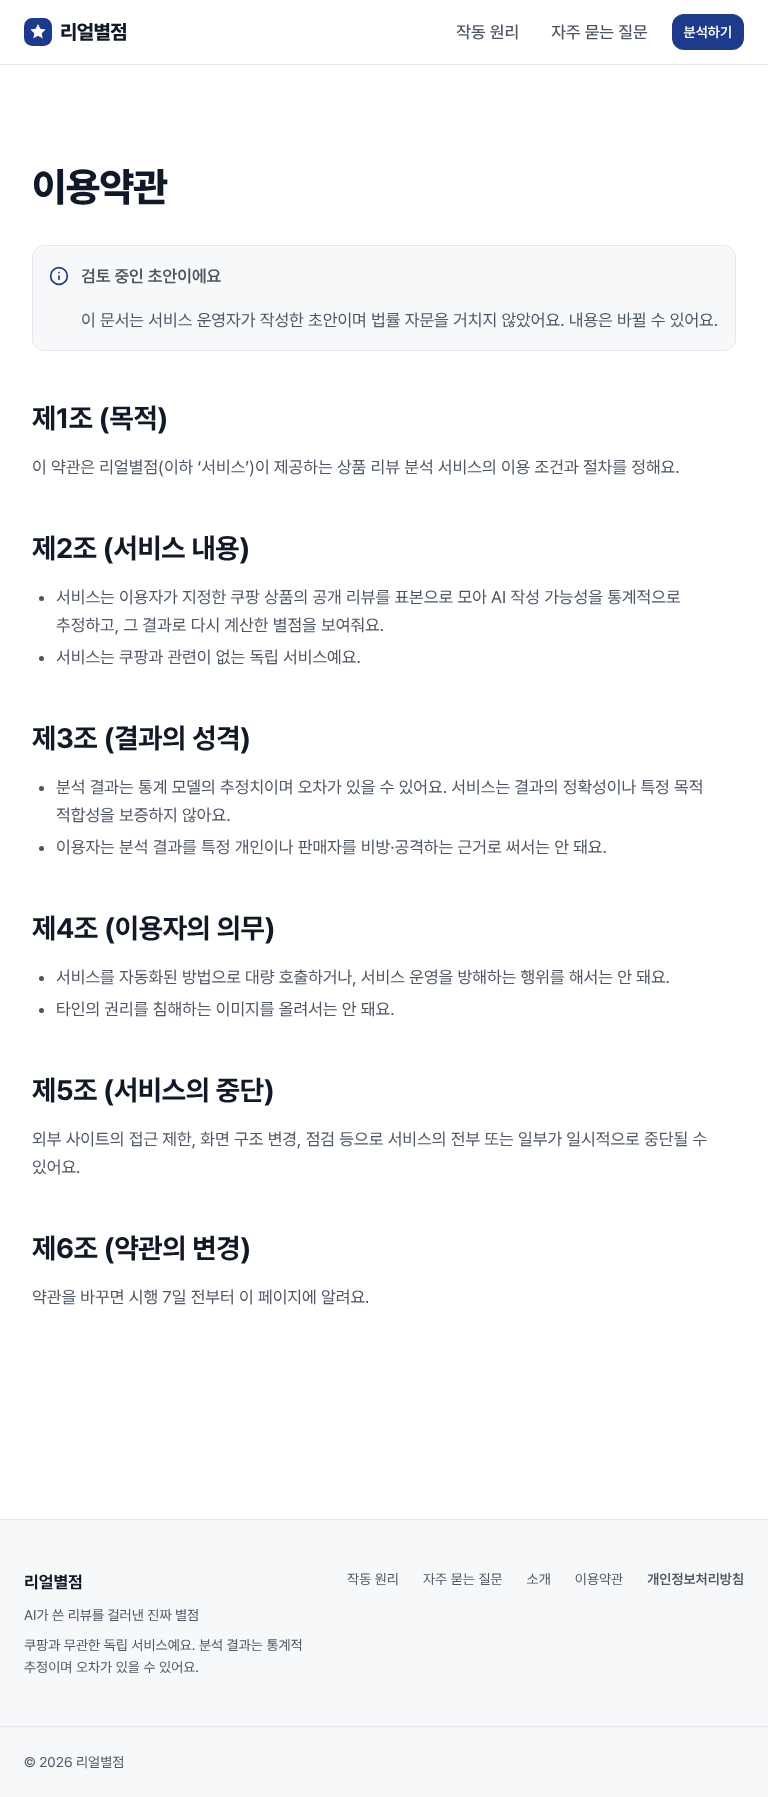 리얼별점
작동 원리
자주 묻는 질문
분석하기
이용약관
검토 중인 초안이에요
이 문서는 서비스 운영자가 작성한 초안이며 법률 자문을 거치지 않았어요. 내용은 바뀔 수 있어요.
제1조 (목적)
이 약관은 리얼별점(이하 ‘서비스’)이 제공하는 상품 리뷰 분석 서비스의 이용 조건과 절차를 정해요.
제2조 (서비스 내용)
• 서비스는 이용자가 지정한 쿠팡 상품의 공개 리뷰를 표본으로 모아 AI 작성 가능성을 통계적으로
추정하고, 그 결과로 다시 계산한 별점을 보여줘요.
• 서비스는 쿠팡과 관련이 없는 독립 서비스예요.
제3조 (결과의 성격)
• 분석 결과는 통계 모델의 추정치이며 오차가 있을 수 있어요. 서비스는 결과의 정확성이나 특정 목적
적합성을 보증하지 않아요.
• 이용자는 분석 결과를 특정 개인이나 판매자를 비방·공격하는 근거로 써서는 안 돼요.
제4조 (이용자의 의무)
• 서비스를 자동화된 방법으로 대량 호출하거나, 서비스 운영을 방해하는 행위를 해서는 안 돼요.
• 타인의 권리를 침해하는 이미지를 올려서는 안 돼요.
제5조 (서비스의 중단)
외부 사이트의 접근 제한, 화면 구조 변경, 점검 등으로 서비스의 전부 또는 일부가 일시적으로 중단될 수
있어요.
제6조 (약관의 변경)
약관을 바꾸면 시행 7일 전부터 이 페이지에 알려요.
리얼별점
AI가 쓴 리뷰를 걸러낸 진짜 별점
쿠팡과 무관한 독립 서비스예요. 분석 결과는 통계적
추정이며 오차가 있을 수 있어요.
작동 원리
자주 묻는 질문
소개
이용약관
개인정보처리방침
© 2026 리얼별점